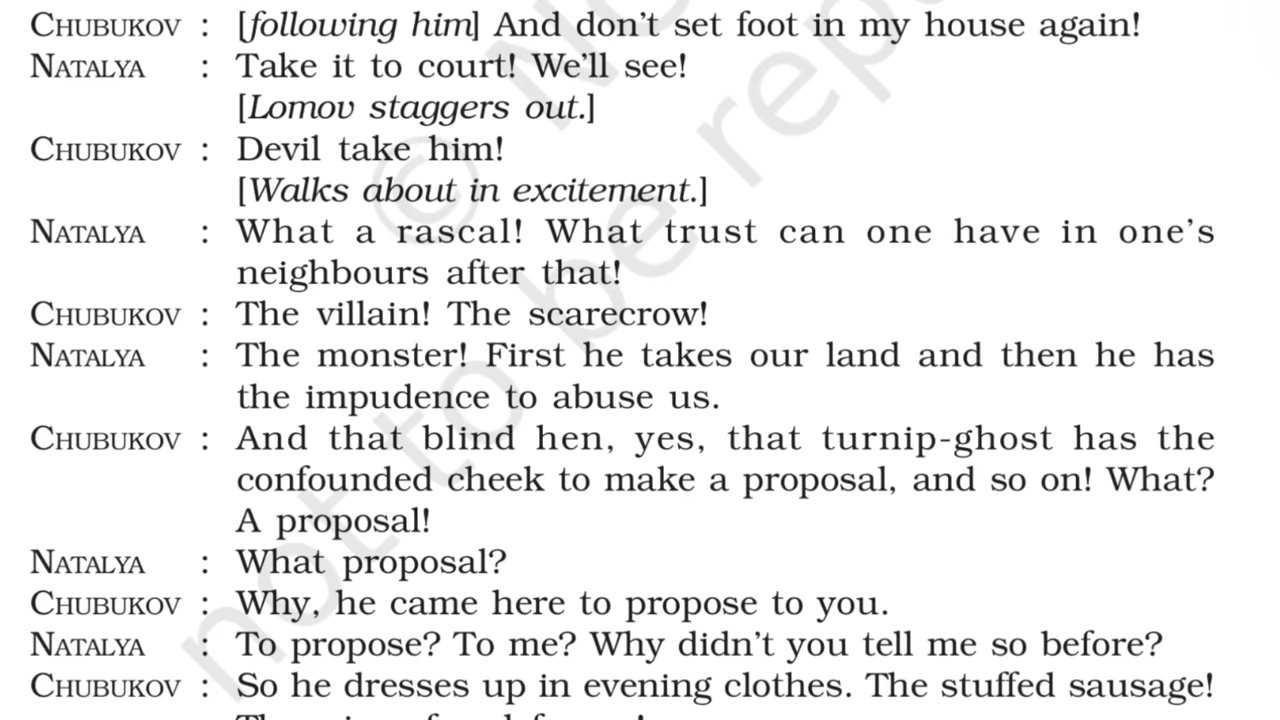 CHUBUKOV : [following him] And don't set foot in my house again!
NATALYA : Take it to court! We'll see!
[Lomov staggers out.]
CHUBUKOV : Devil take him!
[Walks about in excitement.]
NATALYA : What a rascal! What trust can one have in one's
neighbours after that!
CHUBUKOV : The villain! The scarecrow!
NATALYA : The monster! First he takes our land and then he has
the impudence to abuse us.
CHUBUKOV : And that blind hen, yes, that turnip-ghost has the
confounded cheek to make a proposal, and so on! What?
A proposal!
NATALYA : What proposal?
CHUBUKOV : Why, he came here to propose to you.
NATALYA : To propose? To me? Why didn't you tell me so before?
CHUBUKOV : So he dresses up in evening clothes. The stuffed sausage!
© not to be